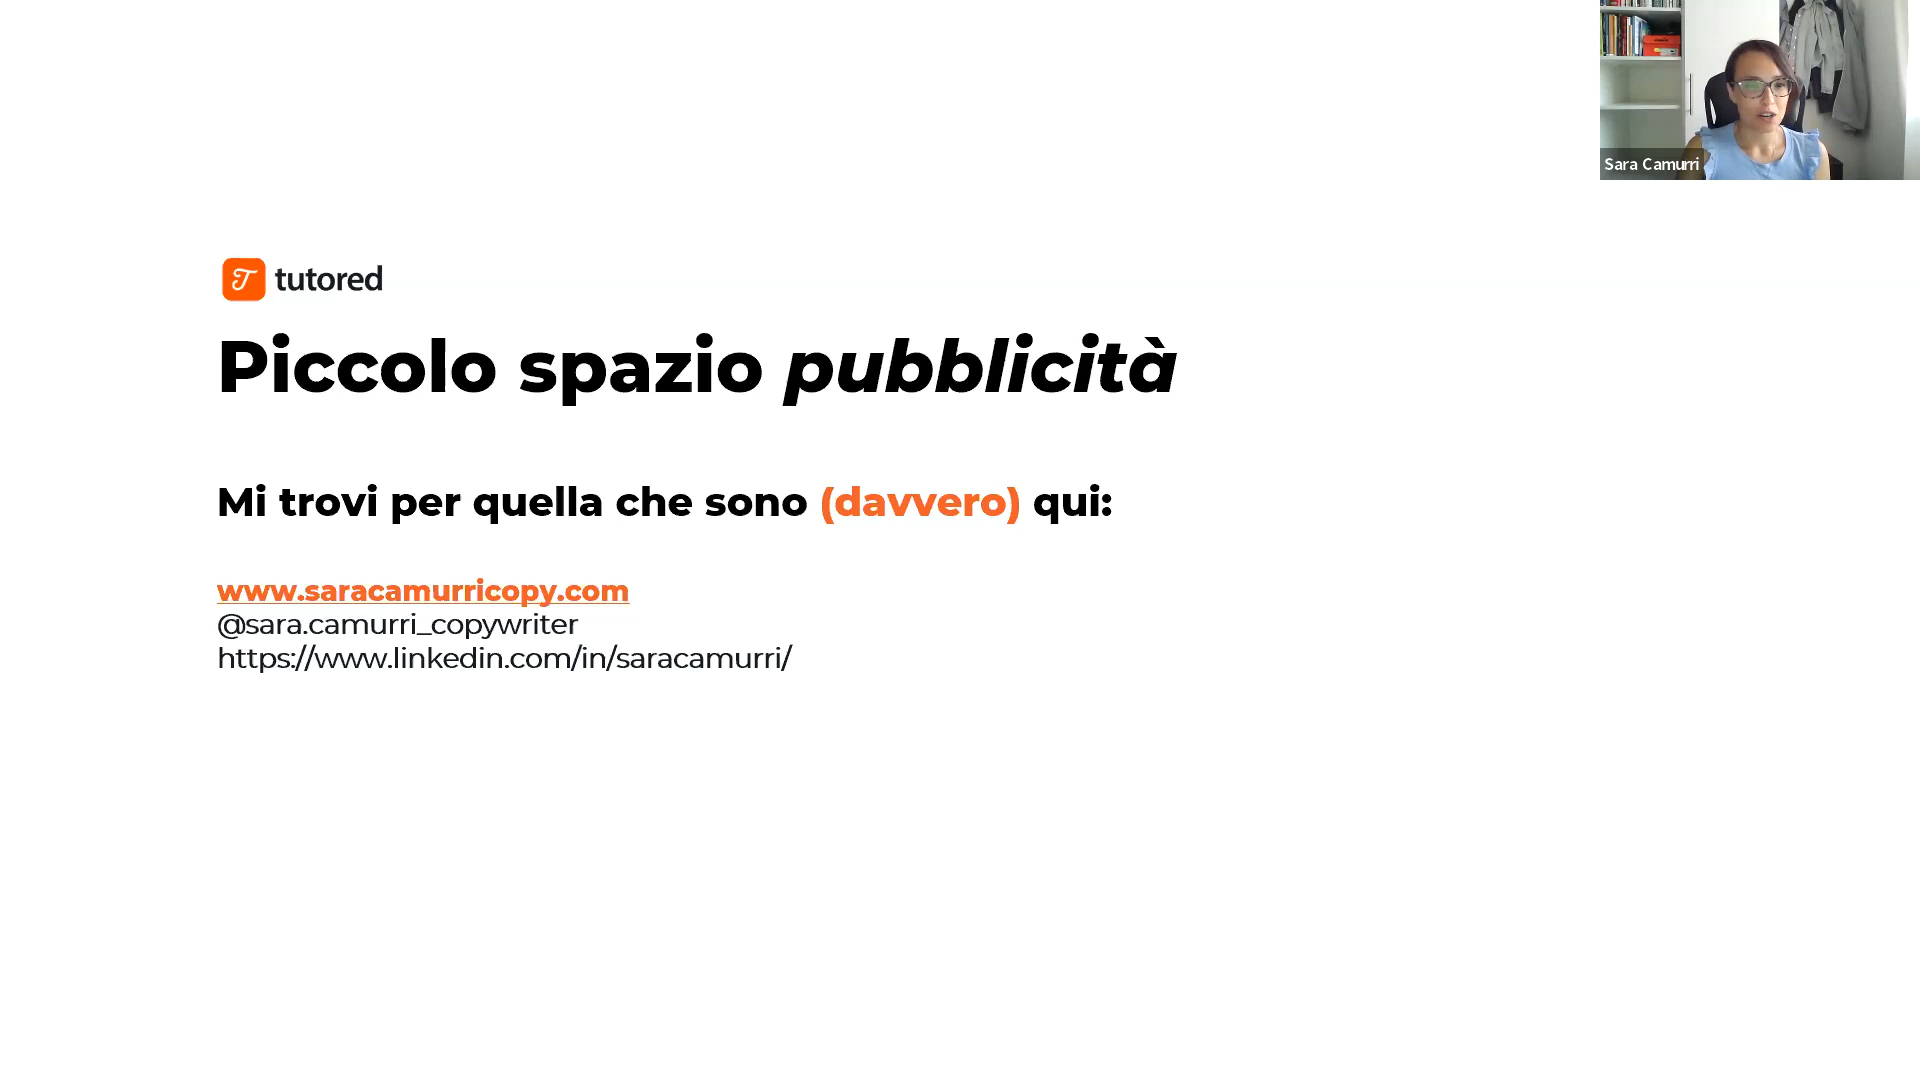 Sara Camurri
tutored
Piccolo spazio pubblicità
Mi trovi per quella che sono (davvero) qui:
www.saracamurricopy.com
@sara.camurri_copywriter
https://www.linkedin.com/in/saracamurri/